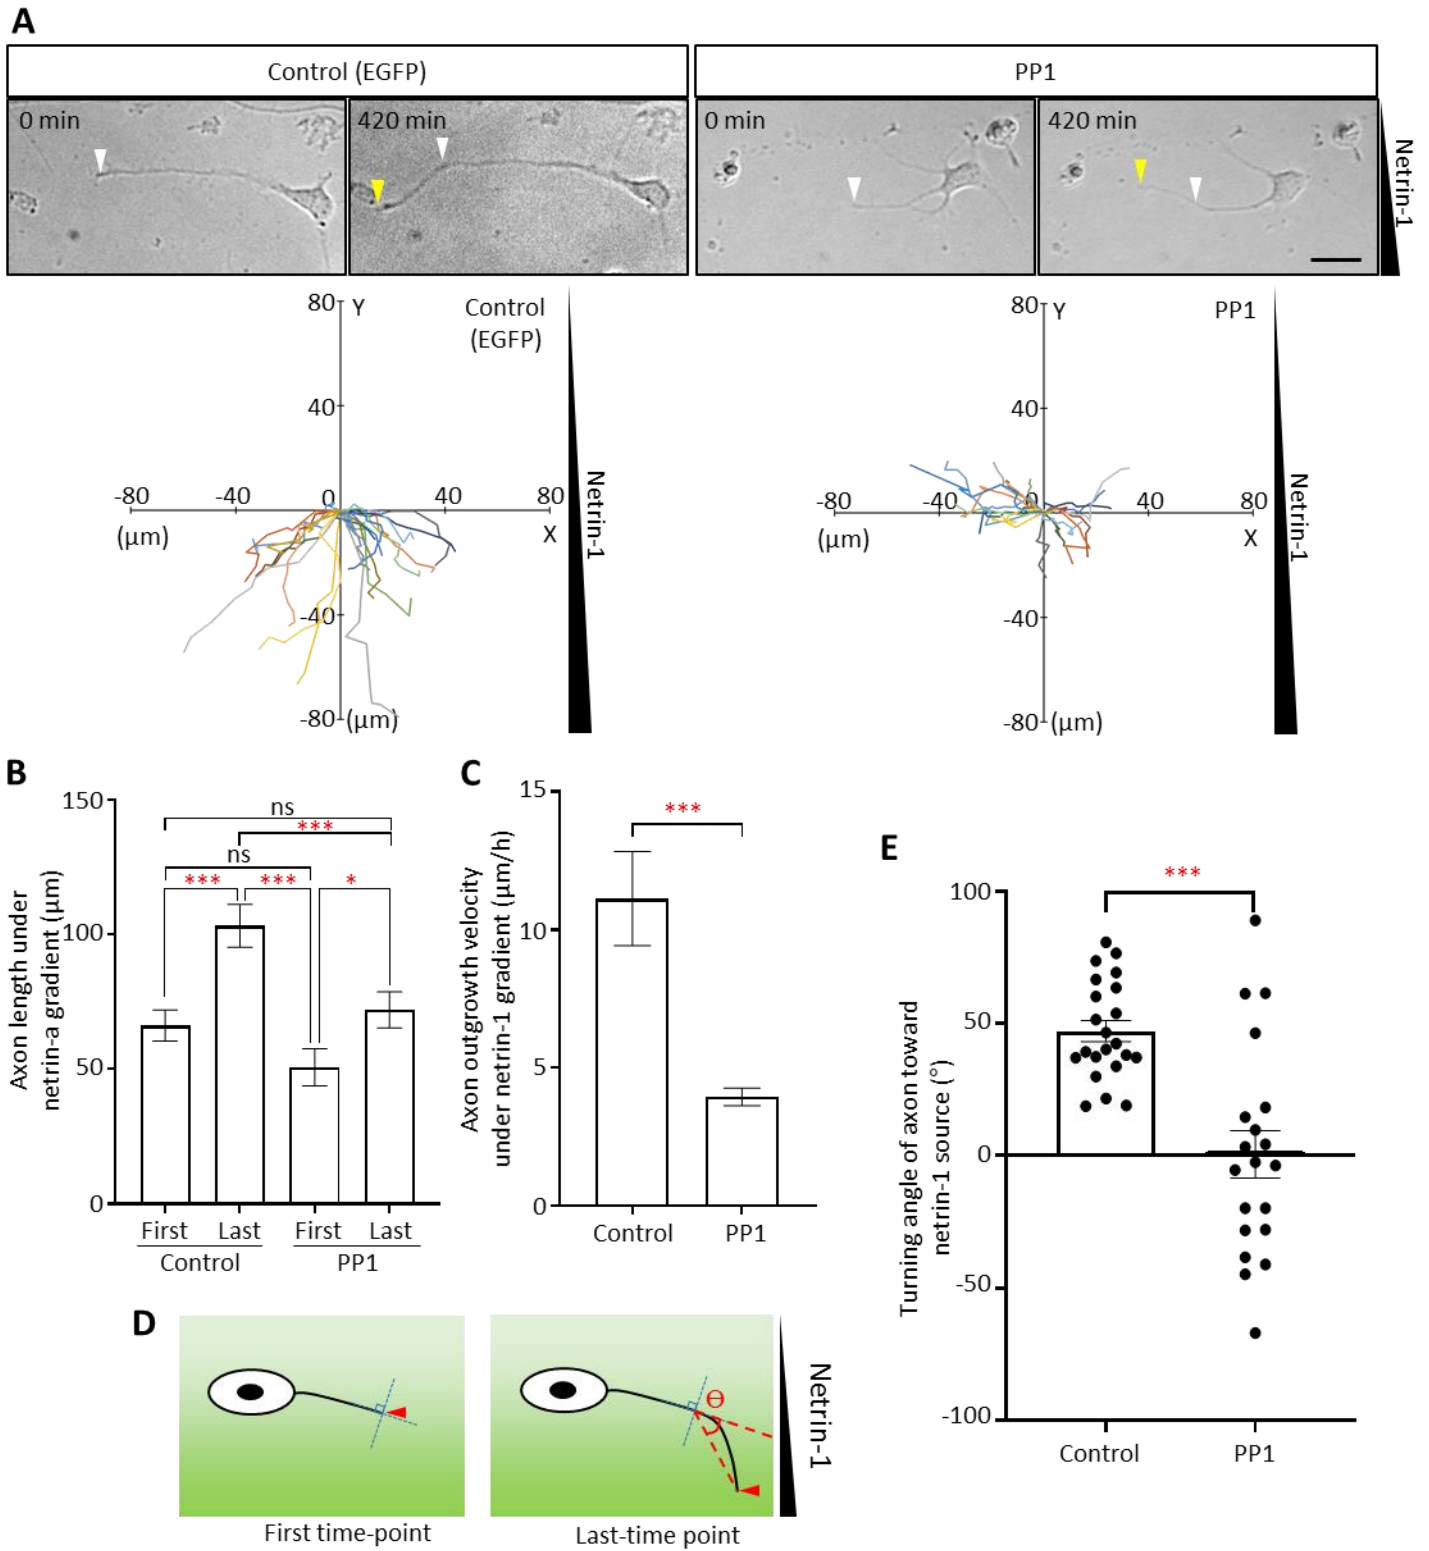 A
Control (EGFP)
PP1
0 min
420 min
0 min
420 min
Netrin-1
80
Y
Control
(EGFP)
40
-80
-40
0
40
80
(µm)
X
-40
-80
(µm)
Netrin-1
80
Y
PP1
40
-80
-40
0
40
80
(µm)
X
-40
-80
(µm)
Netrin-1
B
Axon length under
netrin-a gradient (µm)
150
100
50
0
ns
***
ns
***
***
*
First
Last
First
Last
Control
PP1
C
Axon outgrowth velocity
under netrin-1 gradient (µm/h)
15
10
5
0
***
Control
PP1
D
Θ
Netrin-1
First time-point
Last-time point
E
Turning angle of axon toward
netrin-1 source (°)
100
50
0
-50
-100
***
Control
PP1